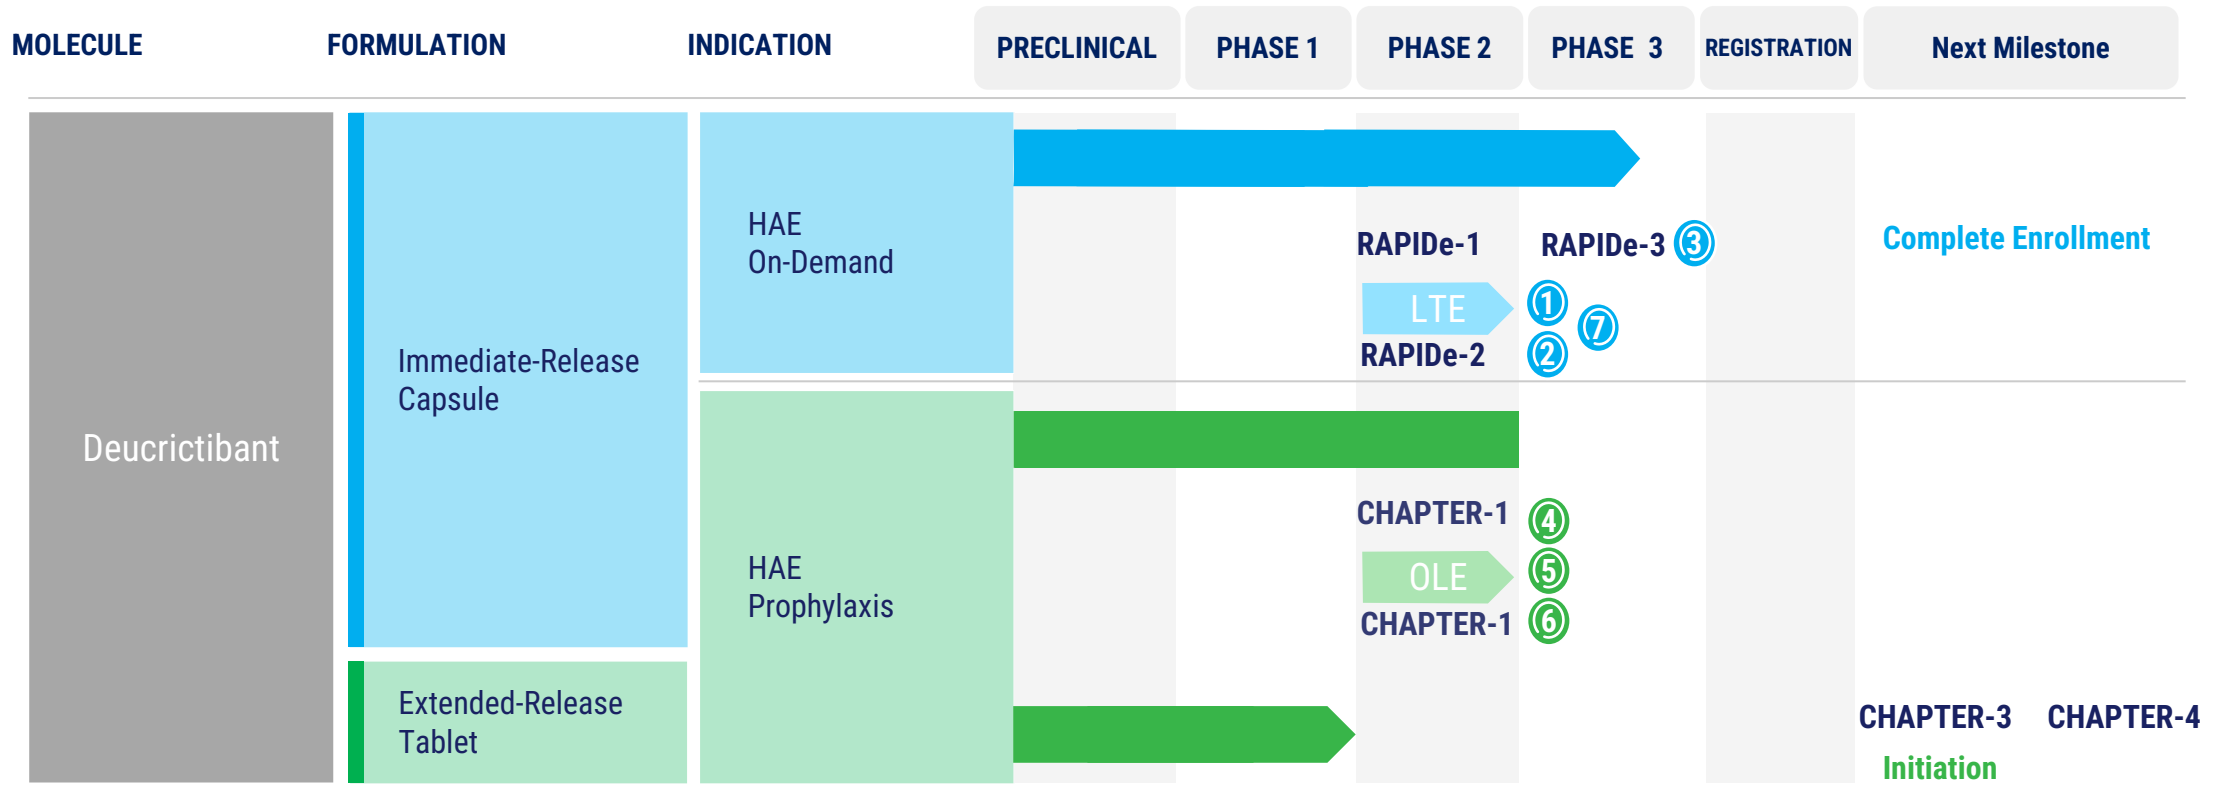 MOLECULE
FORMULATION
INDICATION
PRECLINICAL
PHASE 1
PHASE 2
PHASE 3
REGISTRATION
Next Milestone
Deucrictibant
Immediate-Release
Capsule
HAE
On-Demand
RAPIDe-1
RAPIDe-3 ③
Complete Enrollment
LTE
①
⑦
RAPIDe-2 ②
HAE
Prophylaxis
CHAPTER-1 ④
OLE ⑤
CHAPTER-1 ⑥
Extended-Release
Tablet
CHAPTER-3 CHAPTER-4
Initiation